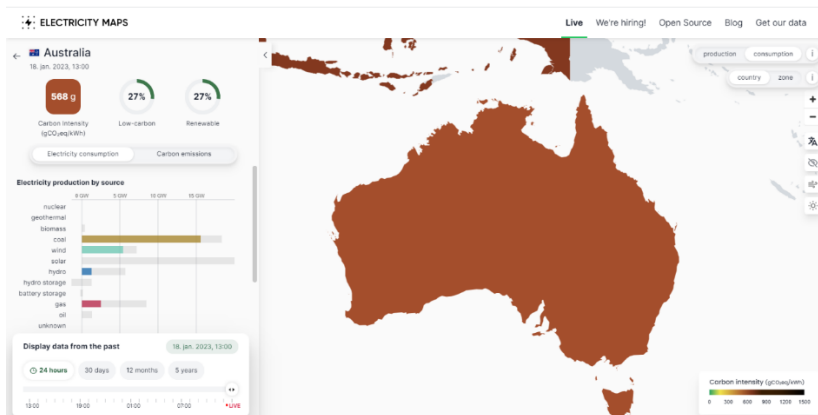 ELECTRICITY MAPS
Live We're hiring! Open Source Blog Get our data
Australia
18. jan. 2023, 13:00
568 g
27%
27%
Carbon Intensity
(gCO₂eq/kWh)
Low-carbon
Renewable
Electricity consumption Carbon emissions
Electricity production by source
0 GW 5 GW 10 GW 15 GW
nuclear
geothermal
biomass
coal
wind
solar
hydro
hydro storage
battery storage
gas
oil
unknown
Display data from the past 18. jan. 2023, 13:00
24 hours 30 days 12 months 5 years
13:00 19:00 01:00 07:00 LIVE
production consumption i
country zone i
Carbon intensity (gCO₂eq/kWh)
0 300 600 900 1200 1500